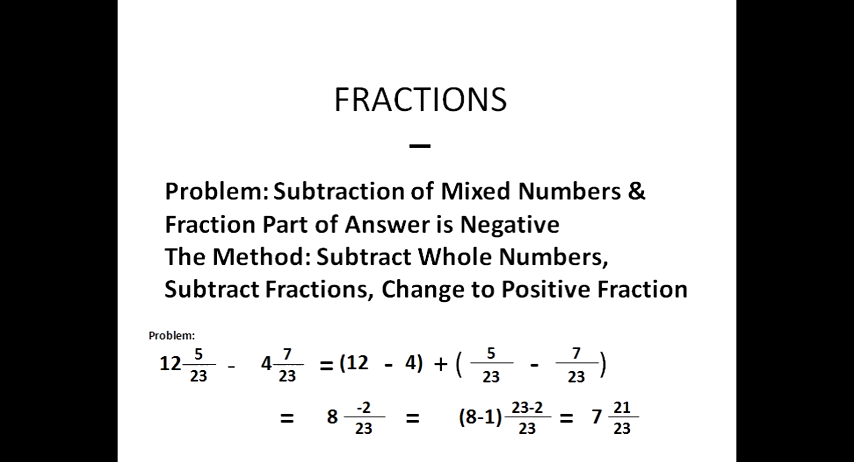 FRACTIONS
–
Problem: Subtraction of Mixed Numbers &
Fraction Part of Answer is Negative
The Method: Subtract Whole Numbers,
Subtract Fractions, Change to Positive Fraction
Problem:
12 5/23 - 4 7/23 = (12 - 4) + ( 5/23 - 7/23 )
= 8 -2/23 = (8-1) 23-2/23 = 7 21/23